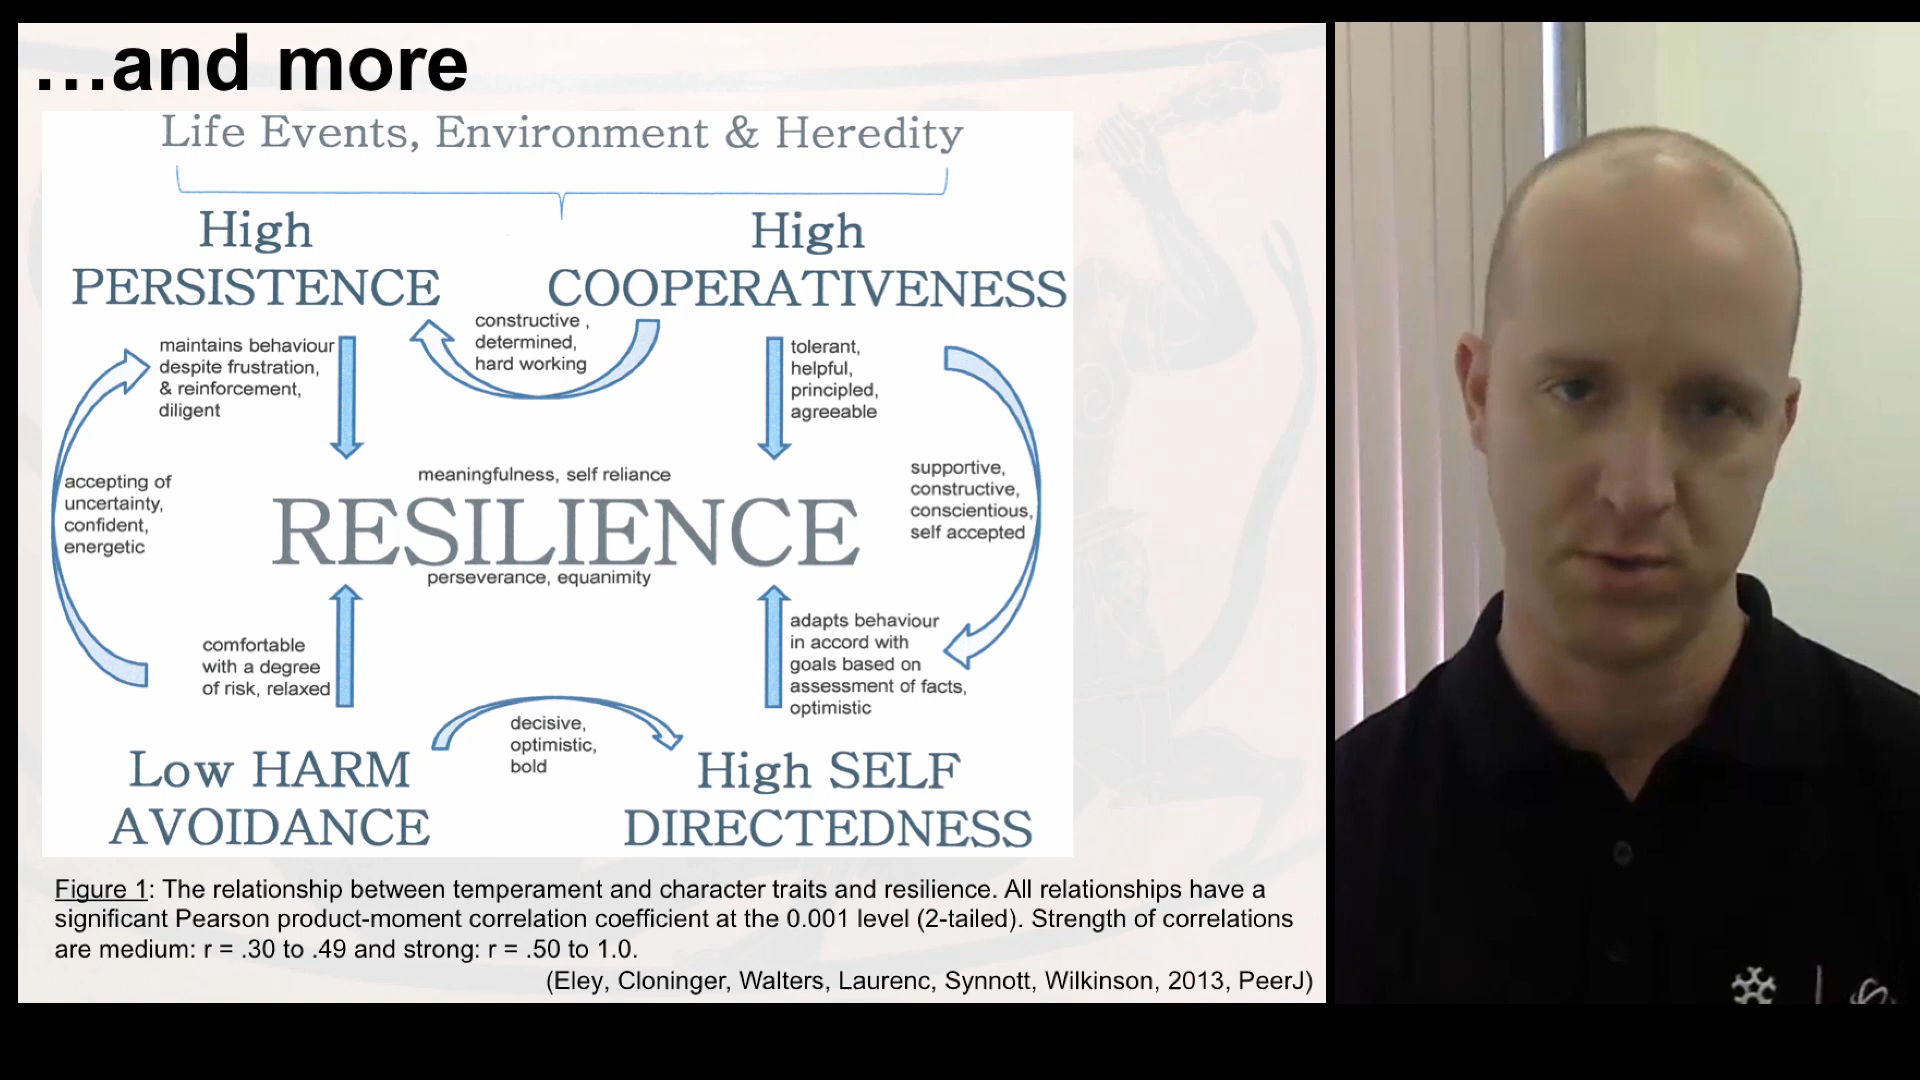 …and more
Life Events, Environment & Heredity
High
PERSISTENCE
High
COOPERATIVENESS
maintains behaviour
despite frustration,
& reinforcement,
diligent
constructive ,
determined,
hard working
tolerant,
helpful,
principled,
agreeable
accepting of
uncertainty,
confident,
energetic
meaningfulness, self reliance
RESILIENCE
perseverance, equanimity
supportive,
constructive,
conscientious,
self accepted
comfortable
with a degree
of risk, relaxed
adapts behaviour
in accord with
goals based on
assessment of facts,
optimistic
decisive,
optimistic,
bold
Low HARM
AVOIDANCE
High SELF
DIRECTEDNESS
Figure 1: The relationship between temperament and character traits and resilience. All relationships have a
significant Pearson product-moment correlation coefficient at the 0.001 level (2-tailed). Strength of correlations
are medium: r = .30 to .49 and strong: r = .50 to 1.0.
(Eley, Cloninger, Walters, Laurenc, Synnott, Wilkinson, 2013, PeerJ)